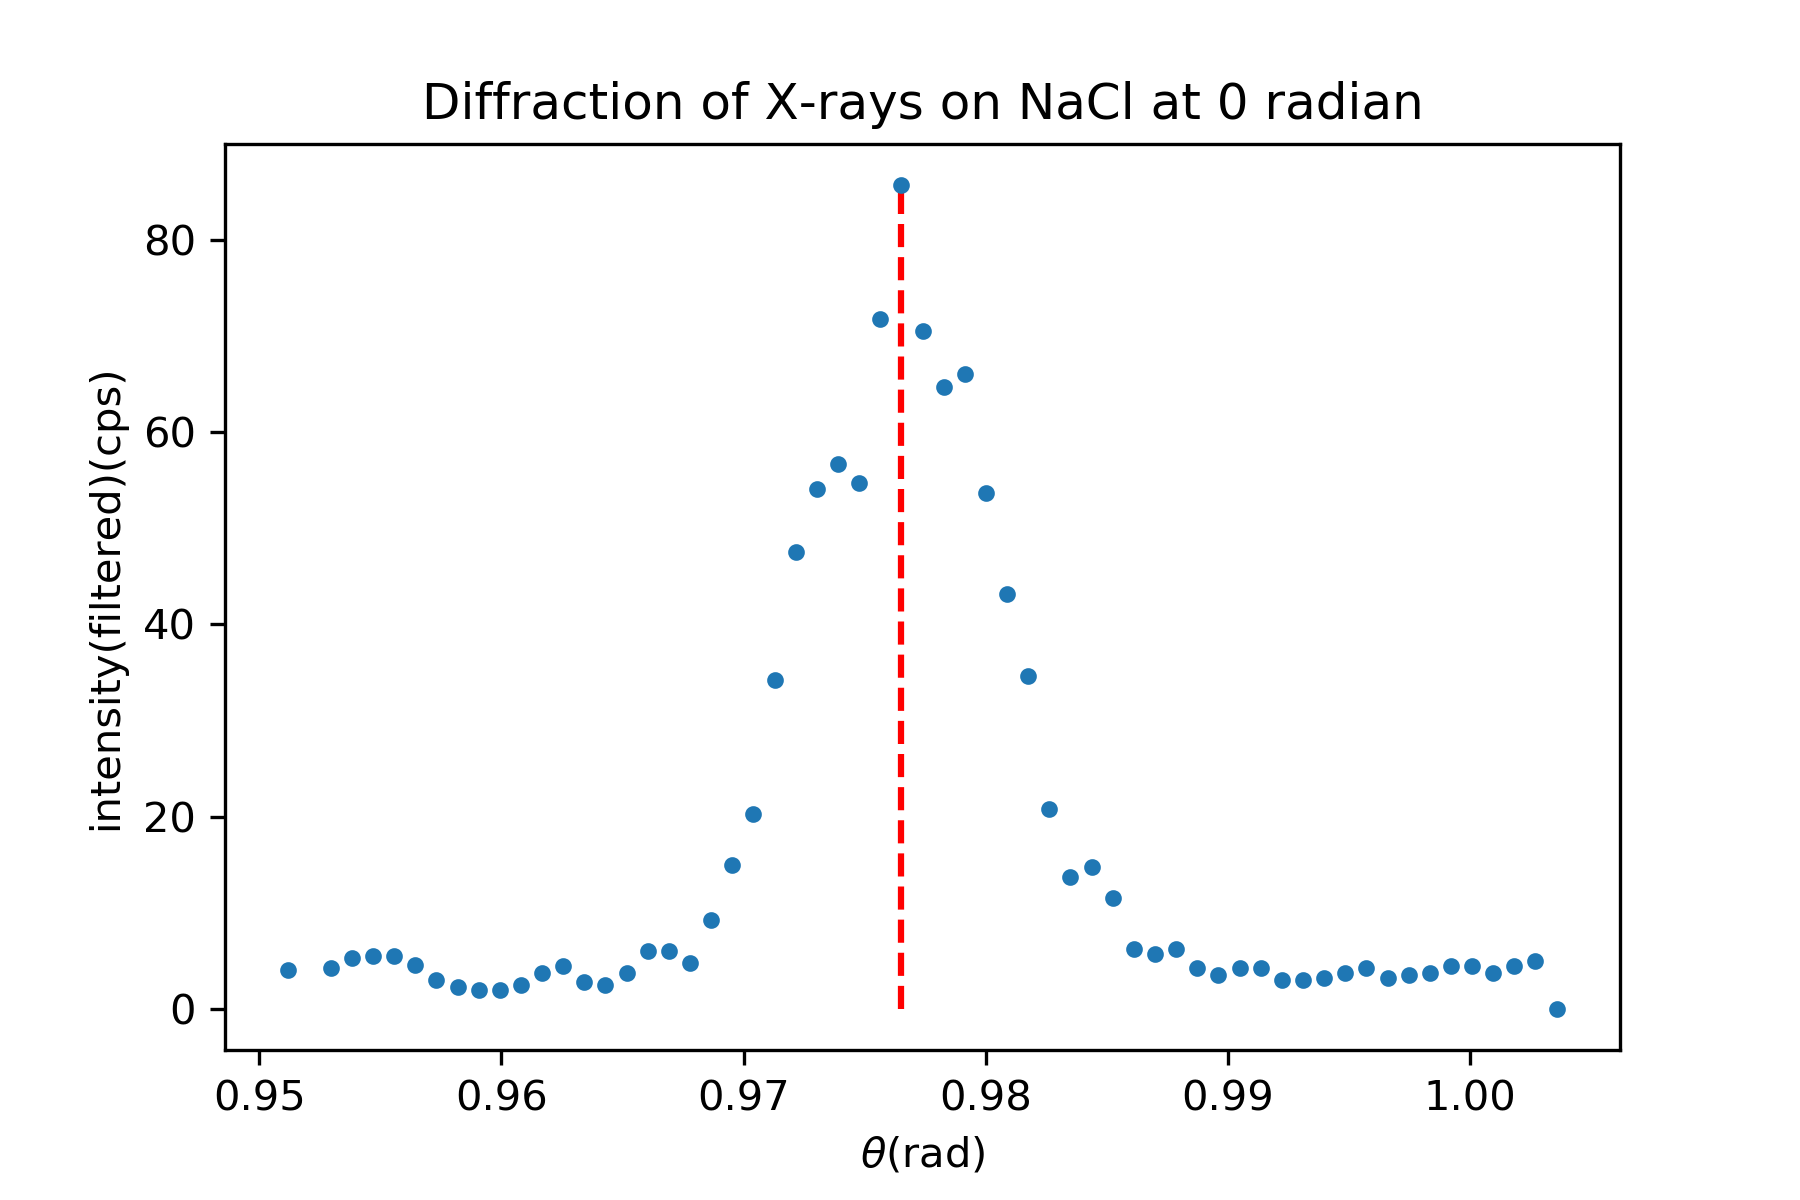 Diffraction of X-rays on NaCl at 0 radian
intensity(filtered)(cps)
80
60
40
20
0
0.95 0.96 0.97 0.98 0.99 1.00
θ(rad)